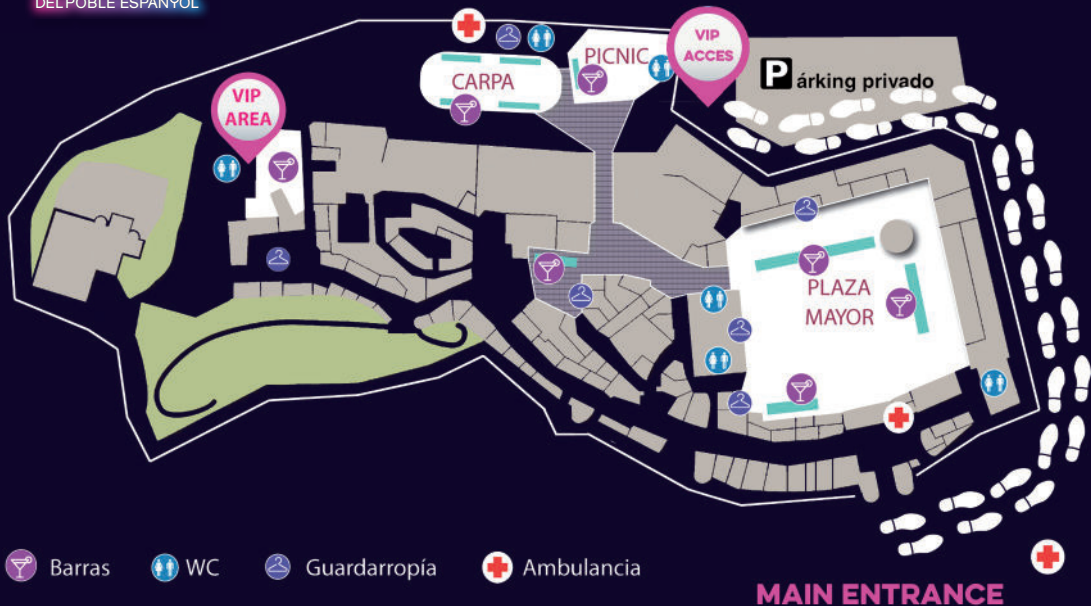 DEL POBLE ESPANYOL
VIP
ACCES
PICNIC
CARPA
P árking privado
VIP
AREA
PLAZA
MAYOR
Barras
WC
Guardarropía
Ambulancia
MAIN ENTRANCE